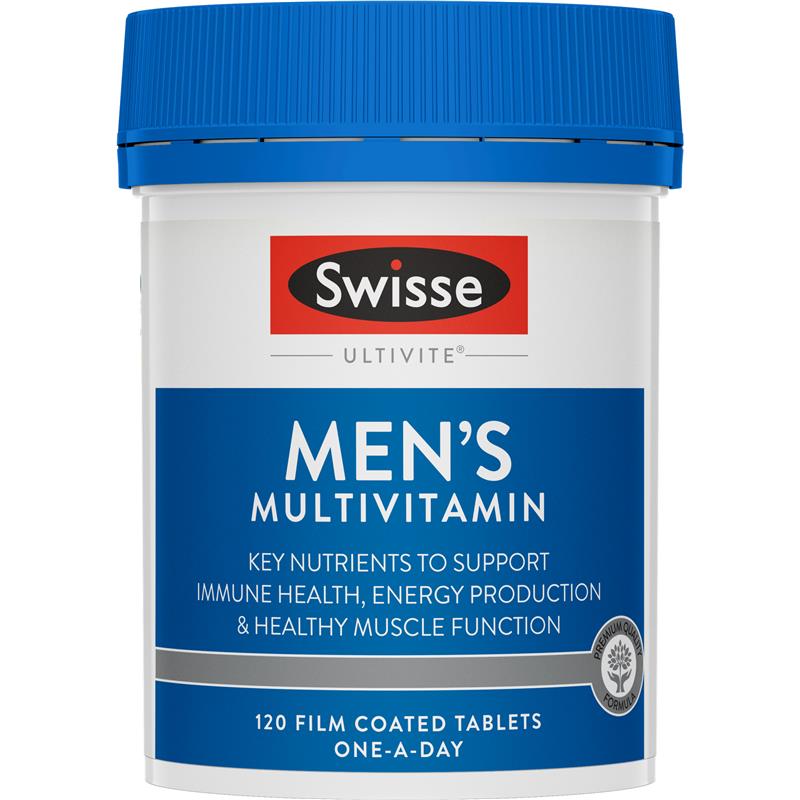 Swisse
ULTIVITE®
MEN'S
MULTIVITAMIN
KEY NUTRIENTS TO SUPPORT
IMMUNE HEALTH, ENERGY PRODUCTION
& HEALTHY MUSCLE FUNCTION
PREMIUM QUALITY
FORMULA
120 FILM COATED TABLETS
ONE-A-DAY